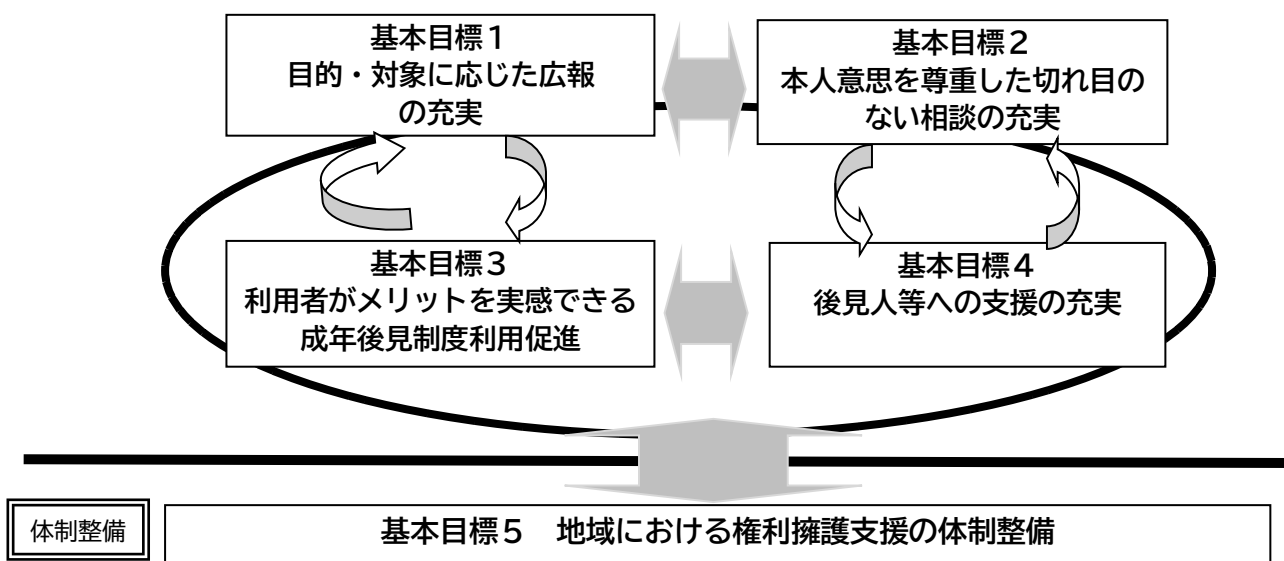 基本目標1
目的・対象に応じた広報
の充実
基本目標2
本人意思を尊重した切れ目の
ない相談の充実
基本目標3
利用者がメリットを実感できる
成年後見制度利用促進
基本目標4
後見人等への支援の充実
体制整備
基本目標5　地域における権利擁護支援の体制整備